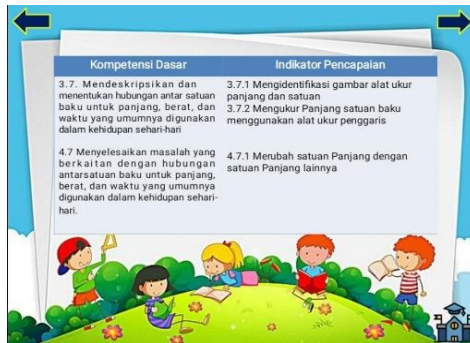 Kompetensi Dasar
Indikator Pencapaian
3.7. Mendeskripsikan dan
menentukan hubungan antar satuan
baku untuk panjang, berat, dan
waktu yang umumnya digunakan
dalam kehidupan sehari-hari
3.7.1 Mengidentifikasi gambar alat ukur
panjang dan satuan
3.7.2 Mengukur Panjang satuan baku
menggunakan alat ukur penggaris
4.7 Menyelesaikan masalah yang
berkaitan dengan hubungan
antarsatuan baku untuk panjang,
berat, dan waktu yang umumnya
digunakan dalam kehidupan sehari-
hari.
4.7.1 Merubah satuan Panjang dengan
satuan Panjang lainnya